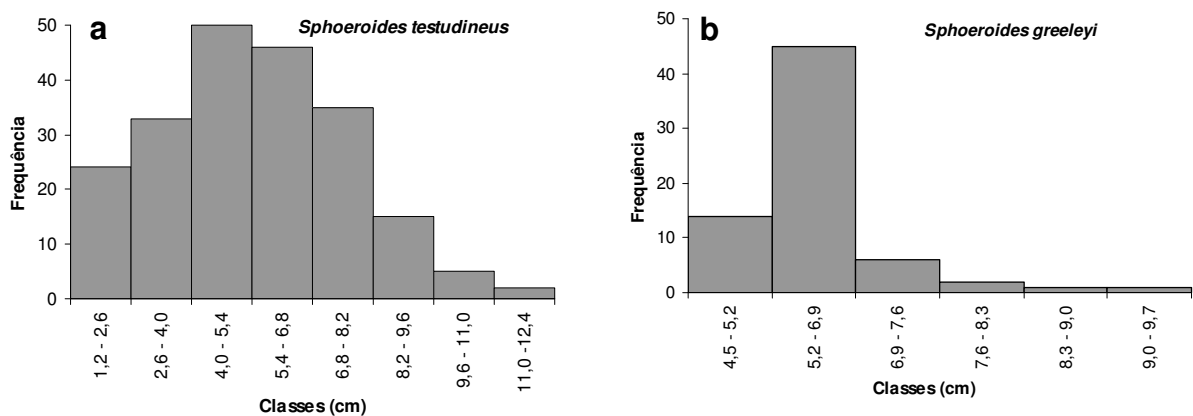 a
Sphoeroides testudineus
Frequência
50
40
30
20
10
0
1,2 - 2,6
2,6 - 4,0
4,0 - 5,4
5,4 - 6,8
6,8 - 8,2
8,2 - 9,6
9,6 - 11,0
11,0 -12,4
Classes (cm)
b
Sphoeroides greeleyi
Frequência
50
40
30
20
10
0
4,5 - 5,2
5,2 - 6,9
6,9 - 7,6
7,6 - 8,3
8,3 - 9,0
9,0 - 9,7
Classes (cm)